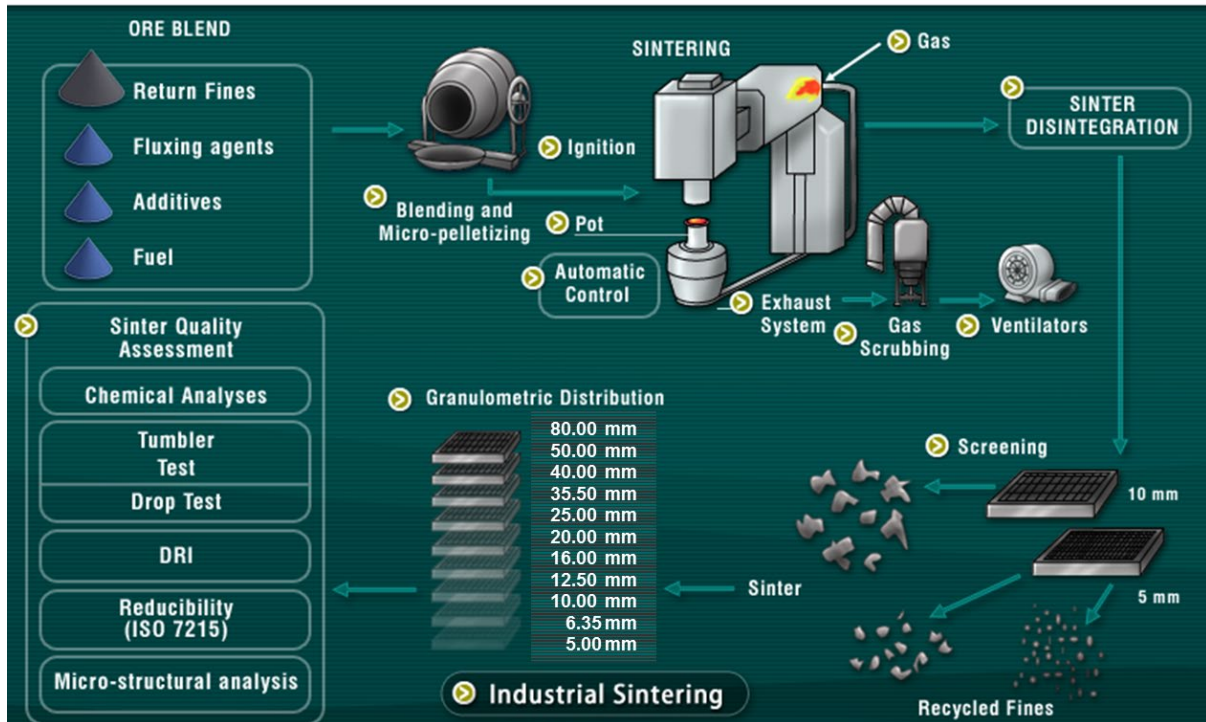 ORE BLEND
Return Fines
Fluxing agents
Additives
Fuel
Blending and
Micro-pelletizing
SINTERING
Gas
Ignition
Pot
Automatic
Control
Exhaust
System
Gas
Scrubbing
Ventilators
SINTER
DISINTEGRATION
Screening
10 mm
5 mm
Recycled Fines
Sinter
Granulometric Distribution
80.00 mm
50.00 mm
40.00 mm
35.50 mm
25.00 mm
20.00 mm
16.00 mm
12.50 mm
10.00 mm
6.35 mm
5.00 mm
Sinter Quality
Assessment
Chemical Analyses
Tumbler
Test
Drop Test
DRI
Reducibility
(ISO 7215)
Micro-structural analysis
Industrial Sintering